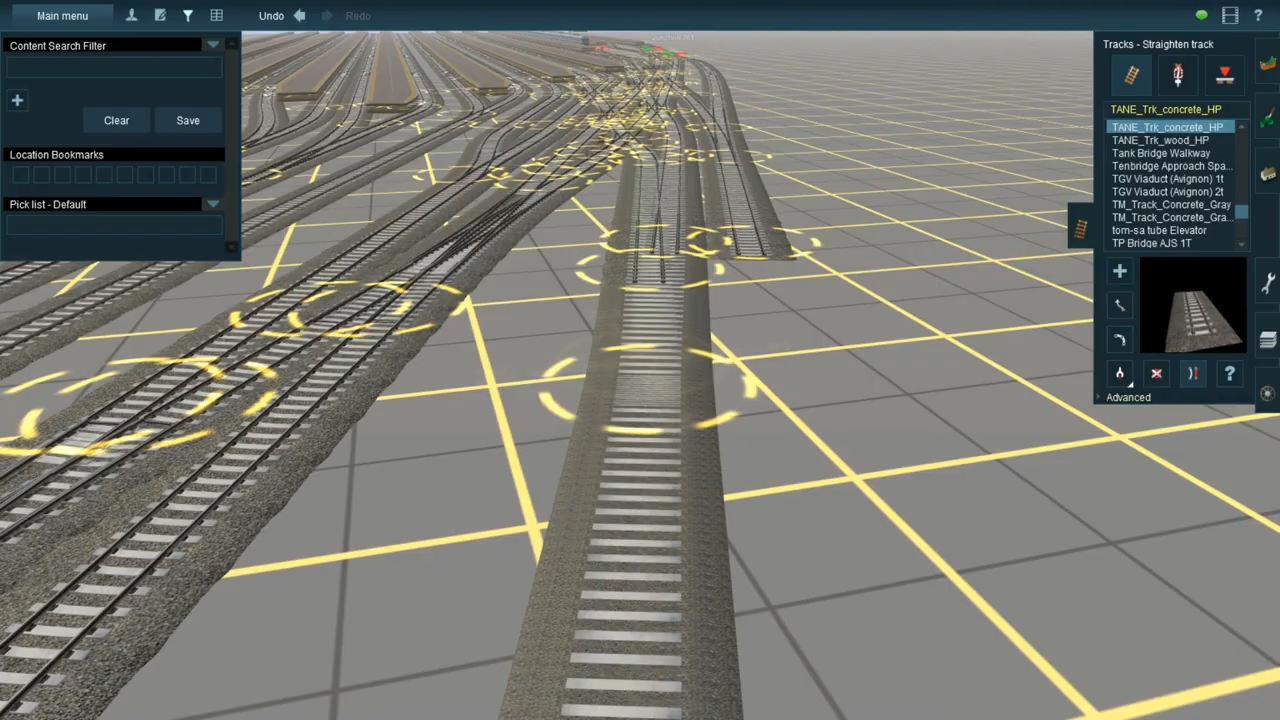 Main menu
Undo
Redo
?
Content Search Filter
Clear
Save
Location Bookmarks
Pick list - Default
Tracks - Straighten track
TANE_Trk_concrete_HP
TANE_Trk_concrete_HP
TANE_Trk_wood_HP
Tank Bridge Walkway
Tenbridge Approach Spa...
TGV Viaduct (Avignon) 1t
TGV Viaduct (Avignon) 2t
TM_Track_Concrete_Gray
TM_Track_Concrete_Gra...
tom-sa tube Elevator
TP Bridge AJS 1T
?
Advanced